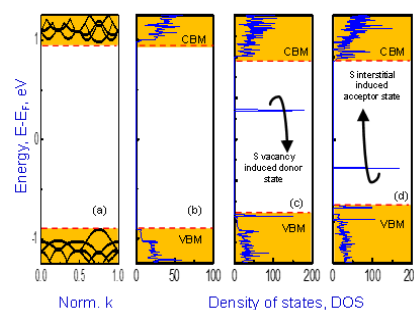 Energy, E-E_F, eV
1
0
-1
(a)
0.0 0.5 1.0
Norm. k
CBM
(b)
VBM
0 50 100
CBM
S vacancy
induced donor
state
(c)
VBM
0 100 200
CBM
S interstitial
induced
acceptor state
(d)
VBM
0 10 20
Density of states, DOS